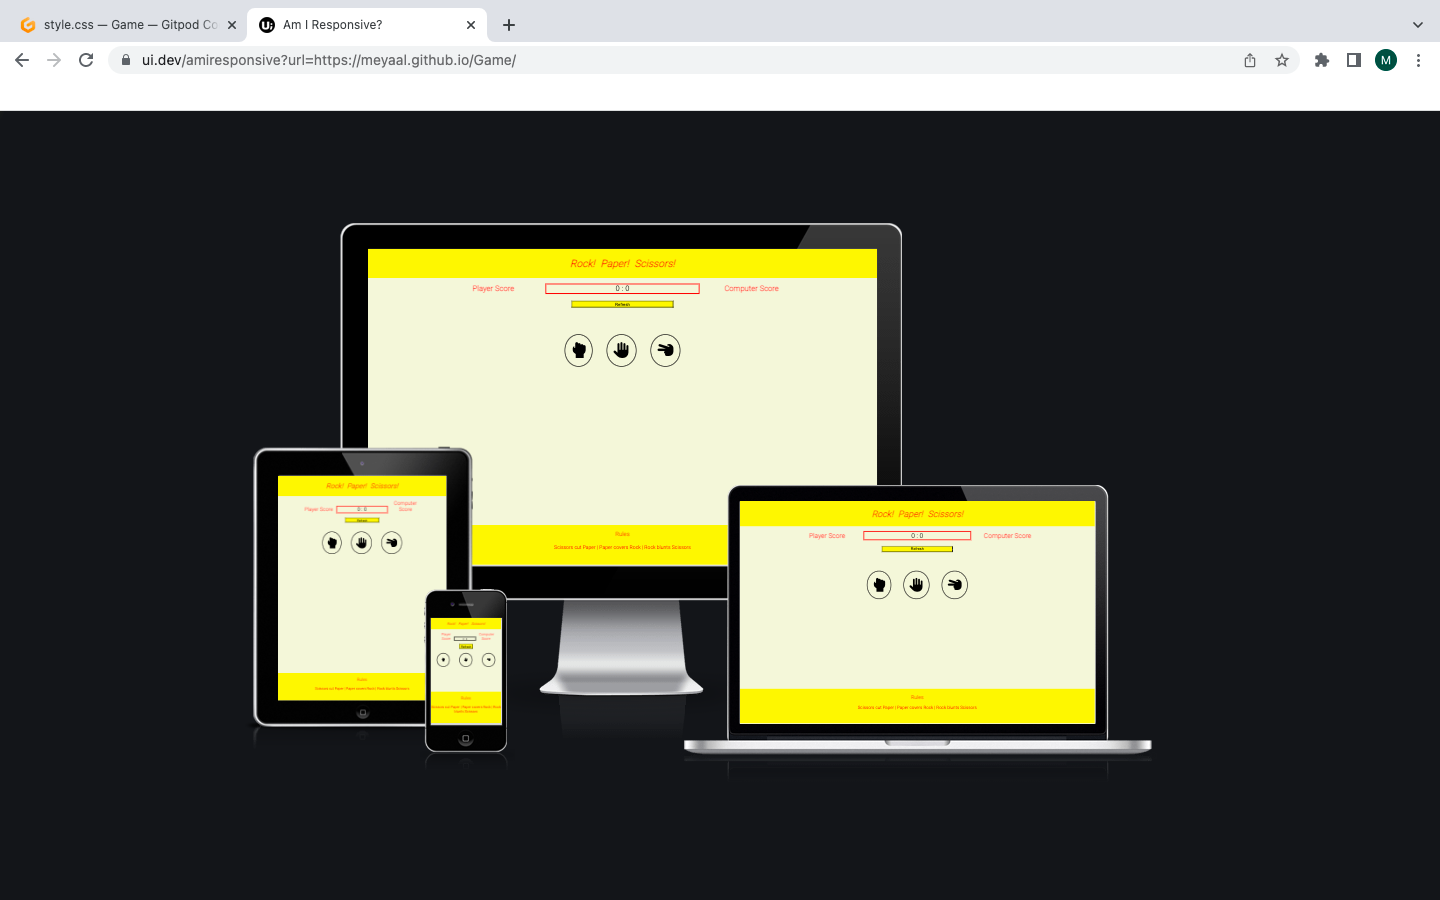 style.css — Game — Gitpod Co
Am I Responsive?
ui.dev/amiresponsive?url=https://meyaal.github.io/Game/
M
Rock! Paper! Scissors!
Player Score
0 : 0
Computer Score
Refresh
Rules
Scissors cut Paper | Paper covers Rock | Rock blunts Scissors
Rock! Paper! Scissors!
Player Score
0 : 0
Computer
Score
Refresh
Rules
Scissors cut Paper | Paper covers Rock | Rock blunts Scissors
Rock! Paper! Scissors!
Player
Score
Computer
Score
Refresh
Rules
Scissors cut Paper | Paper covers Rock | Rock
blunts Scissors
Rock! Paper! Scissors!
Player Score
0 : 0
Computer Score
Refresh
Rules
Scissors cut Paper | Paper covers Rock | Rock blunts Scissors